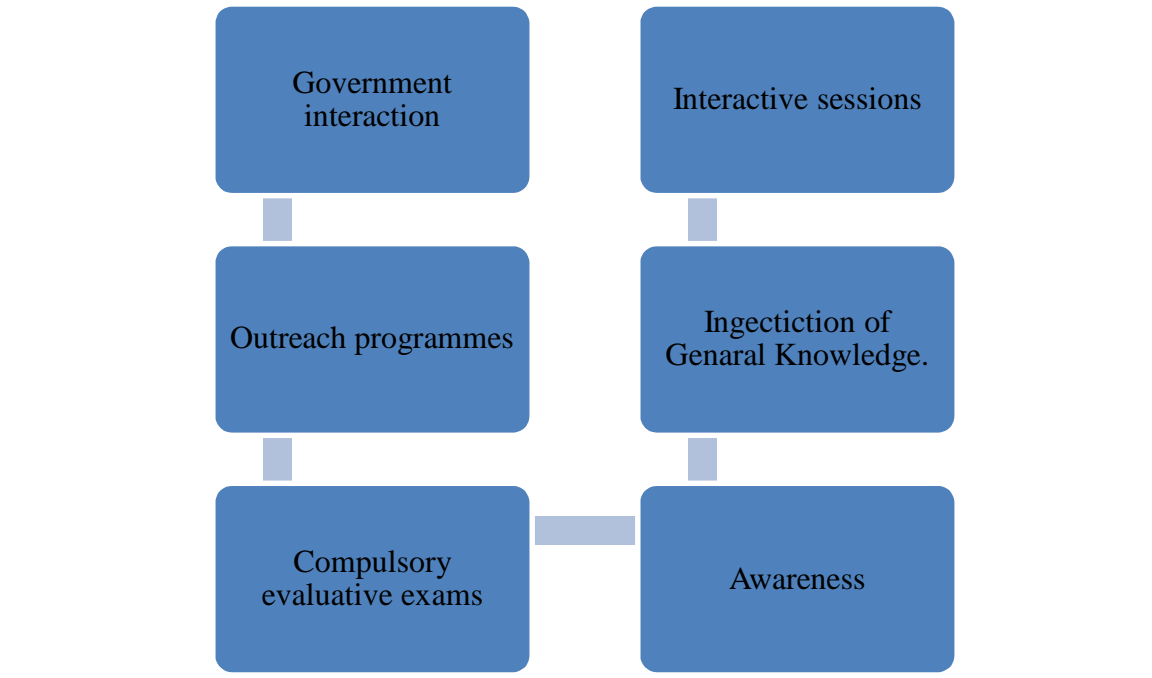 Government
interaction
Outreach programmes
Compulsory
evaluative exams
Awareness
Ingectiction of
Genaral Knowledge.
Interactive sessions